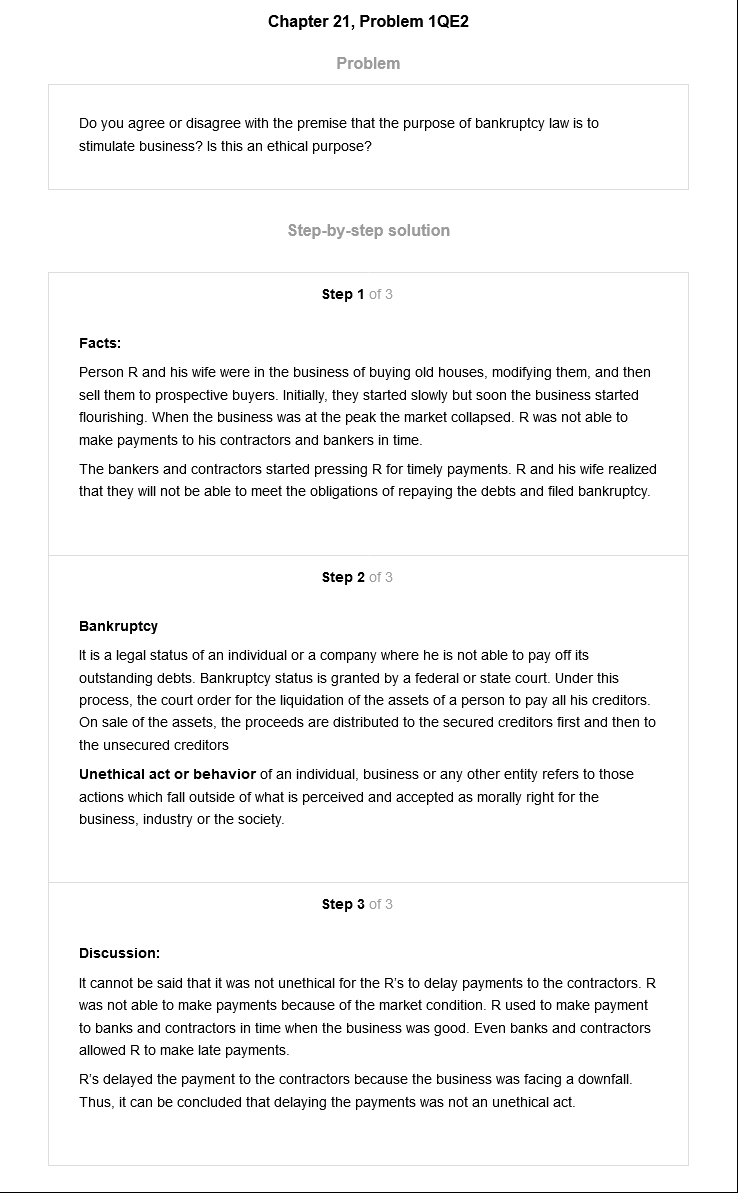 Chapter 21, Problem 1QE2
Problem
Do you agree or disagree with the premise that the purpose of bankruptcy law is to
stimulate business? Is this an ethical purpose?
Step-by-step solution
Step 1 of 3
Facts:
Person R and his wife were in the business of buying old houses, modifying them, and then
sell them to prospective buyers. Initially, they started slowly but soon the business started
flourishing. When the business was at the peak the market collapsed. R was not able to
make payments to his contractors and bankers in time.
The bankers and contractors started pressing R for timely payments. R and his wife realized
that they will not be able to meet the obligations of repaying the debts and filed bankruptcy.
Step 2 of 3
Bankruptcy
It is a legal status of an individual or a company where he is not able to pay off its
outstanding debts. Bankruptcy status is granted by a federal or state court. Under this
process, the court order for the liquidation of the assets of a person to pay all his creditors.
On sale of the assets, the proceeds are distributed to the secured creditors first and then to
the unsecured creditors
Unethical act or behavior of an individual, business or any other entity refers to those
actions which fall outside of what is perceived and accepted as morally right for the
business, industry or the society.
Step 3 of 3
Discussion:
It cannot be said that it was not unethical for the R's to delay payments to the contractors. R
was not able to make payments because of the market condition. R used to make payment
to banks and contractors in time when the business was good. Even banks and contractors
allowed R to make late payments.
R's delayed the payment to the contractors because the business was facing a downfall.
Thus, it can be concluded that delaying the payments was not an unethical act.